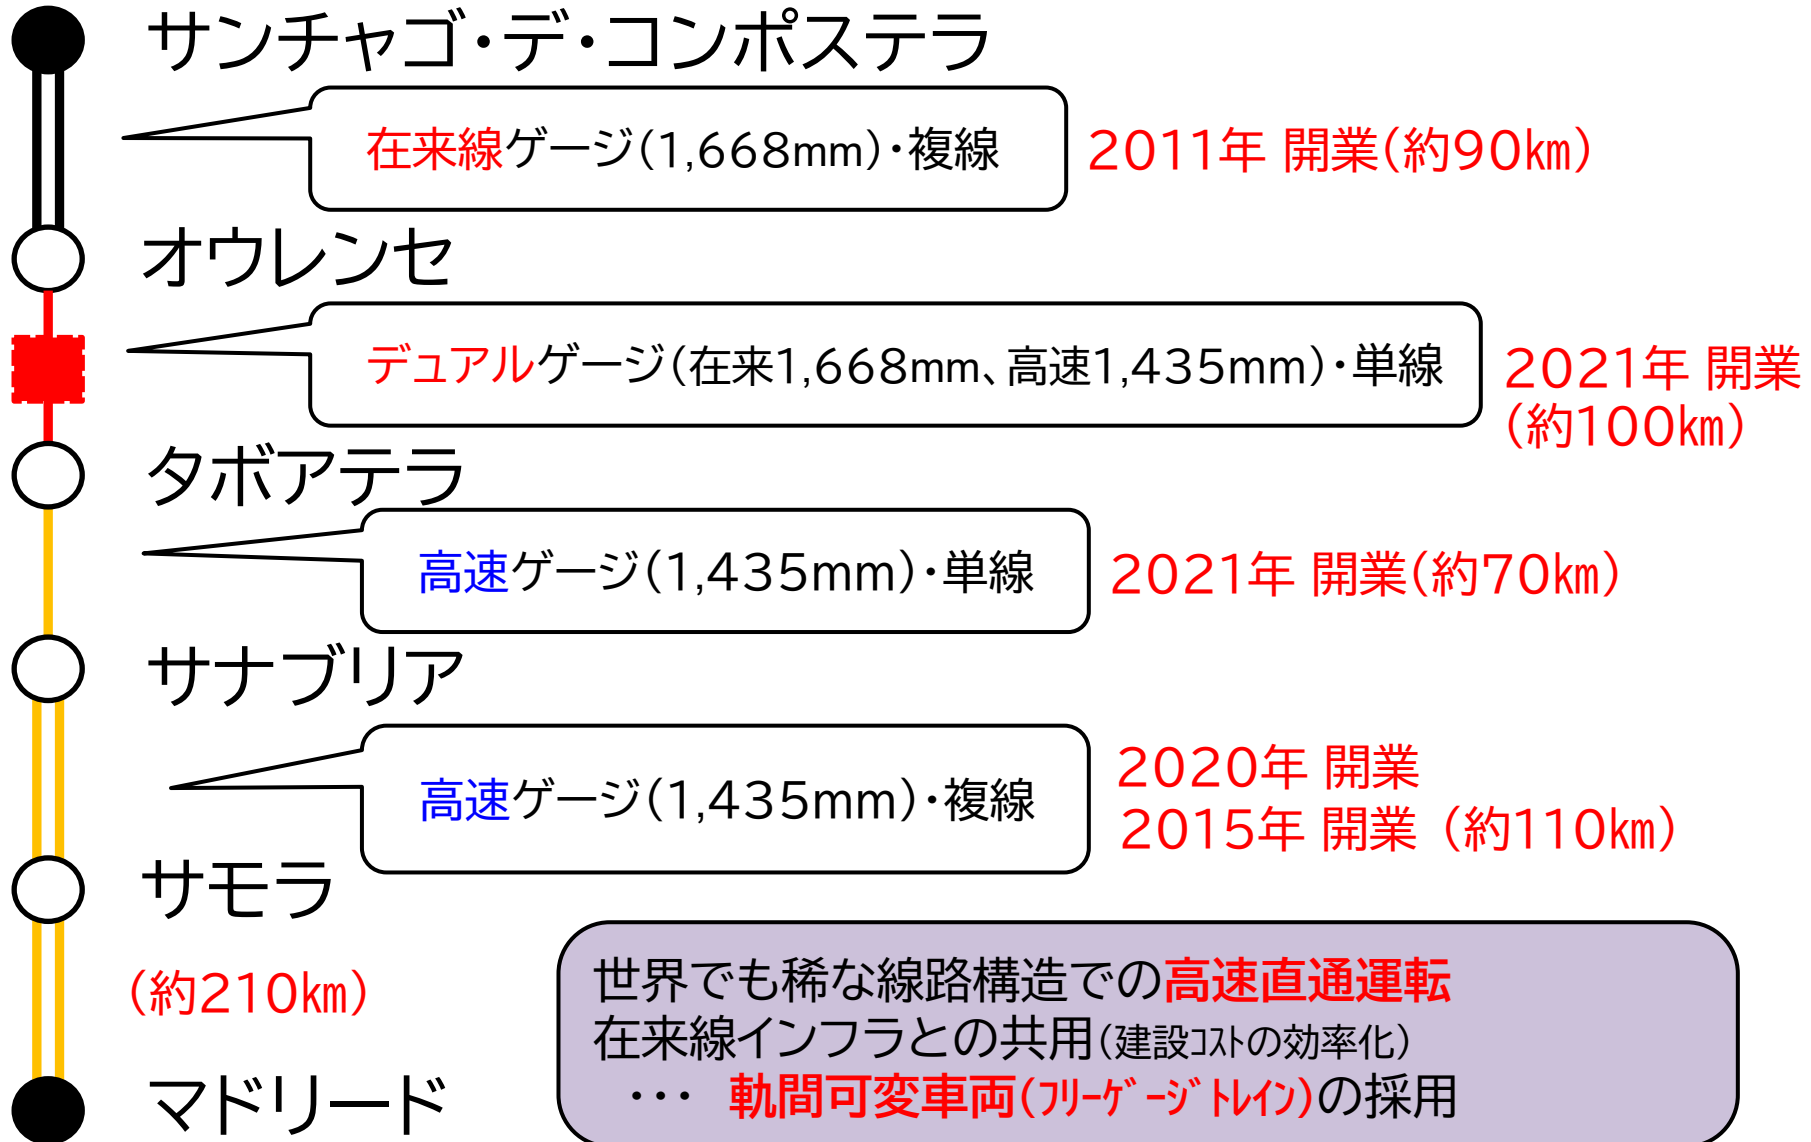 サンチャゴ・デ・コンポステラ
在来線ゲージ(1,668mm)・複線
2011年 開業(約90㎞)
オウレンセ
デュアルゲージ(在来1,668mm、高速1,435mm)・単線
2021年 開業
(約100㎞)
タボアテラ
高速ゲージ(1,435mm)・単線
2021年 開業(約70㎞)
サナブリア
高速ゲージ(1,435mm)・複線
2020年 開業
2015年 開業 (約110㎞)
サモラ
(約210㎞)
世界でも稀な線路構造での高速直通運転
在来線インフラとの共用(建設ｺｽﾄの効率化)
・・・ 軌間可変車両(ﾌﾘｰｹﾞｰｼﾞﾄﾚｲﾝ)の採用
マドリード